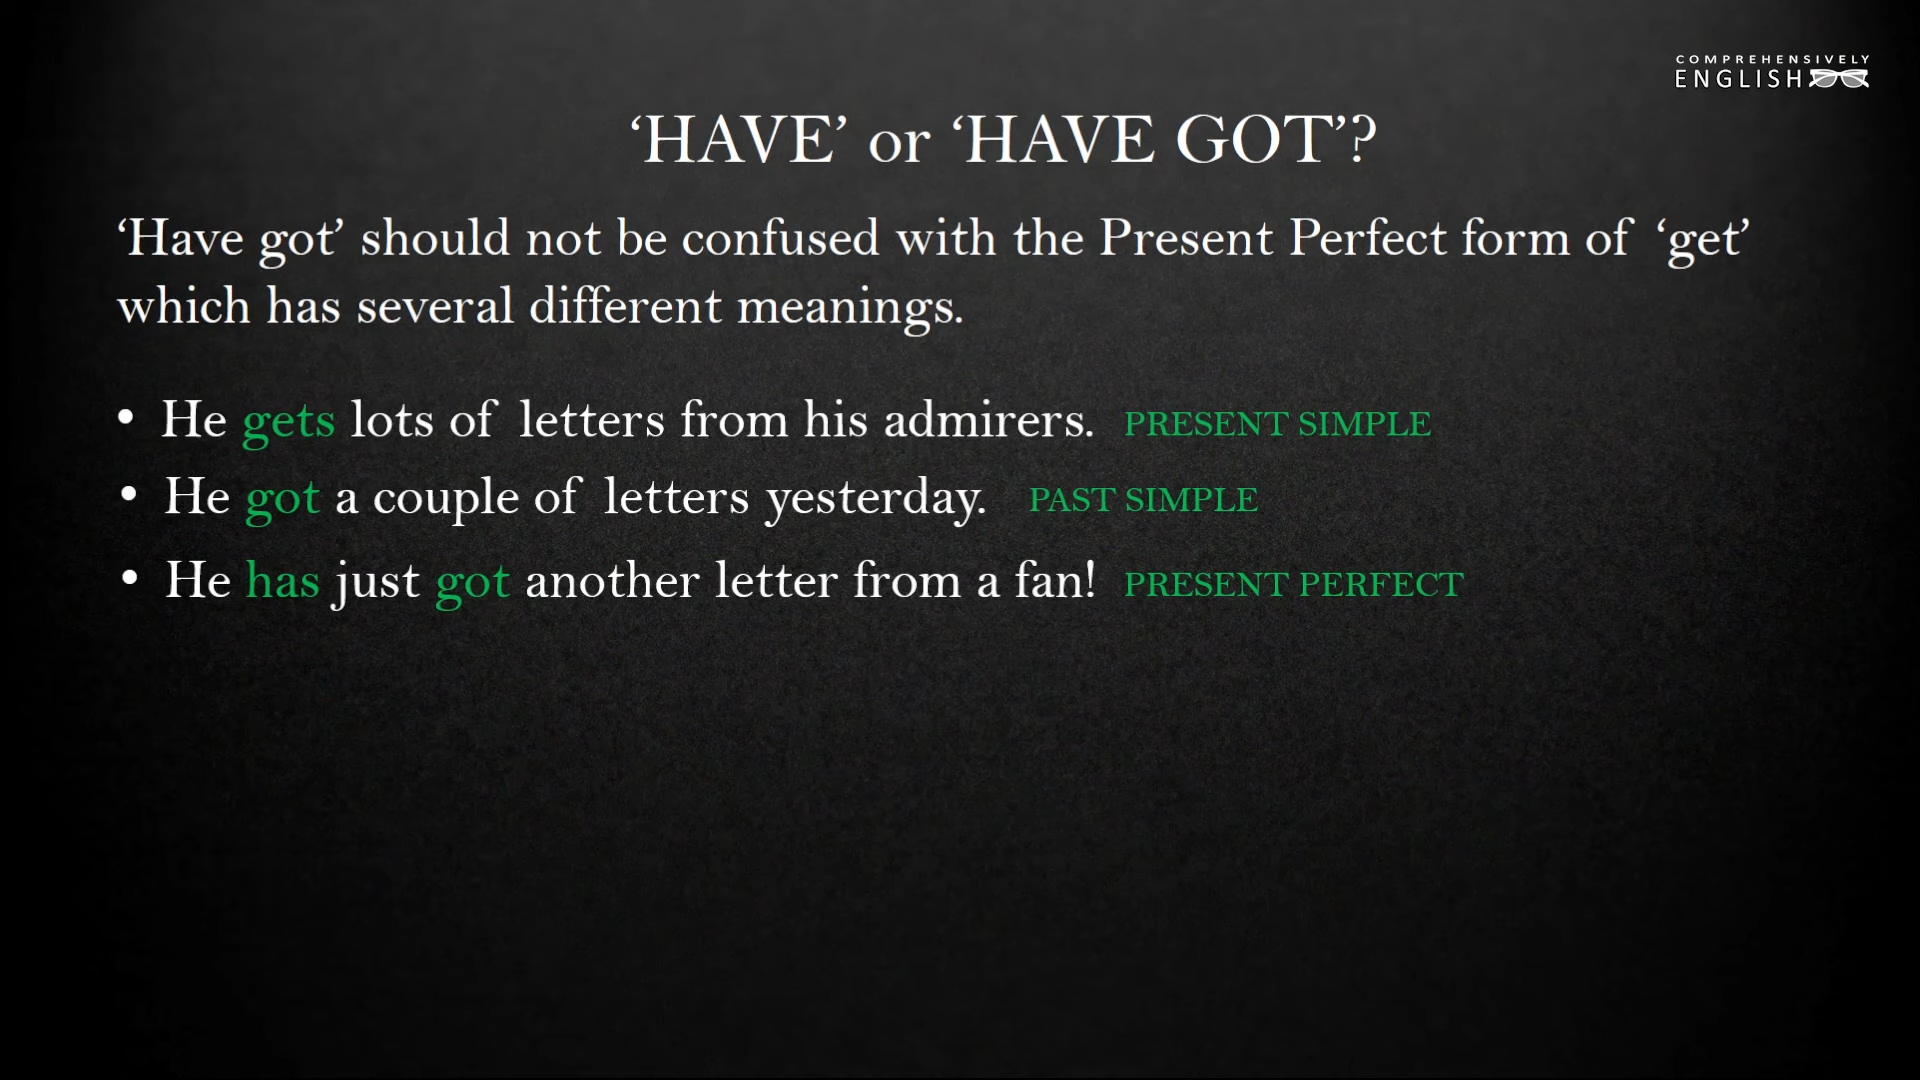 COMPREHENSIVELY
ENGLISH
‘HAVE’ or ‘HAVE GOT’?
‘Have got’ should not be confused with the Present Perfect form of ‘get’
which has several different meanings.
• He gets lots of letters from his admirers. PRESENT SIMPLE
• He got a couple of letters yesterday. PAST SIMPLE
• He has just got another letter from a fan! PRESENT PERFECT